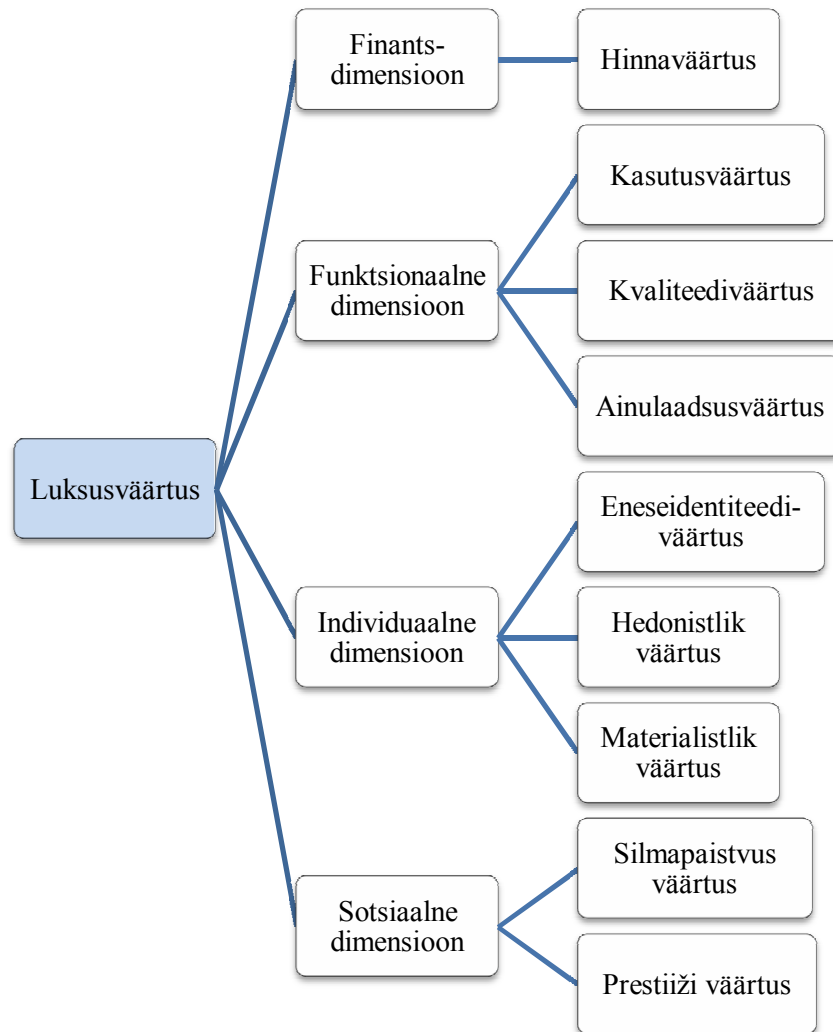 Finants-
dimensioon
Hinnaväärtus
Kasutusväärtus
Funktsionaalne
dimensioon
Kvaliteediväärtus
Ainulaadsusväärtus
Luksusväärtus
Eneseidentiteedi-
väärtus
Individuaalne
dimensioon
Hedonistlik
väärtus
Materialistlik
väärtus
Sotsiaalne
dimensioon
Silmapaistvus
väärtus
Prestiiži väärtus